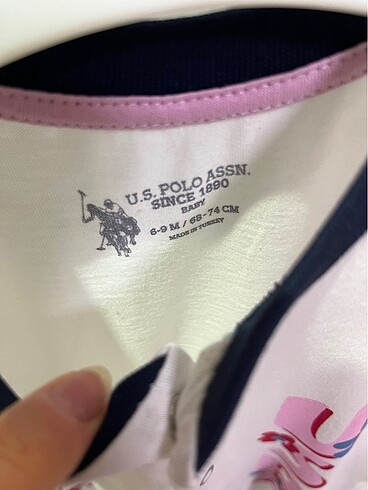 U.S. POLO ASSN.
SINCE 1890
BABY
6-9 M / 68-74 CM
MADE IN TURKEY
U